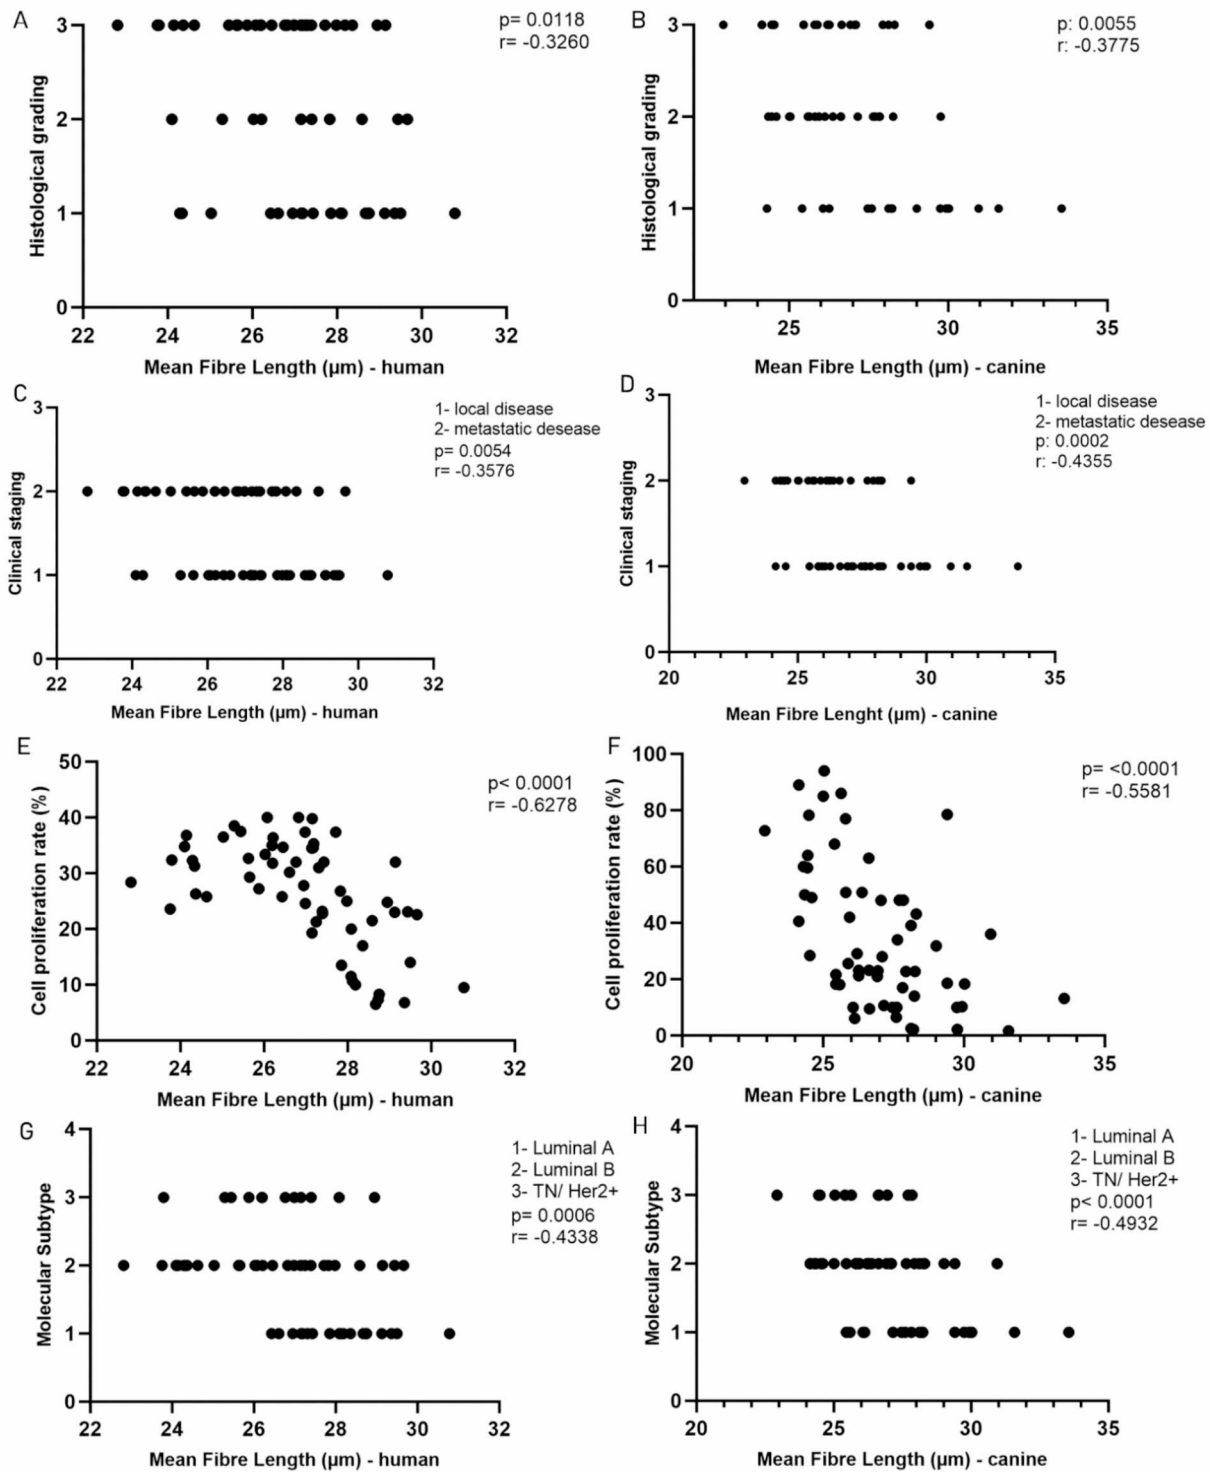 A
p= 0.0118
r= -0.3260
3
2
1
0
Histological grading
22 24 26 28 30 32
Mean Fibre Length (µm) - human
B
p: 0.0055
r: -0.3775
3
2
1
0
Histological grading
25 30 35
Mean Fibre Length (µm) - canine
C
1- local disease
2- metastatic desease
p= 0.0054
r= -0.3576
3
2
1
0
Clinical staging
22 24 26 28 30 32
Mean Fibre Length (µm) - human
D
1- local disease
2- metastatic desease
p: 0.0002
r: -0.4355
3
2
1
0
Clinical staging
20 25 30 35
Mean Fibre Lenght (µm) - canine
E
p< 0.0001
r= -0.6278
50
40
30
20
10
0
Cell proliferation rate (%)
22 24 26 28 30 32
Mean Fibre Length (µm) - human
F
p= <0.0001
r= -0.5581
100
80
60
40
20
0
Cell proliferation rate (%)
20 25 30 35
Mean Fibre Length (µm) - canine
G
1- Luminal A
2- Luminal B
3- TN/ Her2+
p= 0.0006
r= -0.4338
4
3
2
1
0
Molecular Subtype
22 24 26 28 30 32
Mean Fibre Length (µm) - human
H
1- Luminal A
2- Luminal B
3- TN/ Her2+
p< 0.0001
r= -0.4932
4
3
2
1
0
Molecular Subtype
20 25 30 35
Mean Fibre Length (µm) - canine